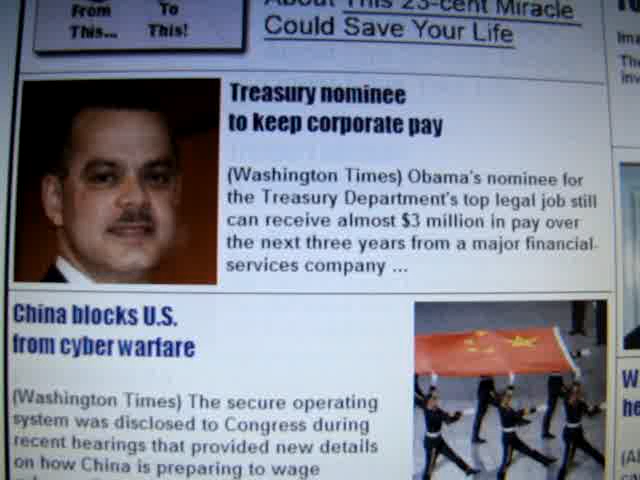 From To
This... This!
About This 23-cent Miracle
Could Save Your Life
Treasury nominee
to keep corporate pay
(Washington Times) Obama's nominee for
the Treasury Department's top legal job still
can receive almost $3 million in pay over
the next three years from a major financial-
services company ...
China blocks U.S.
from cyber warfare
(Washington Times) The secure operating
system was disclosed to Congress during
recent hearings that provided new details
on how China is preparing to wage